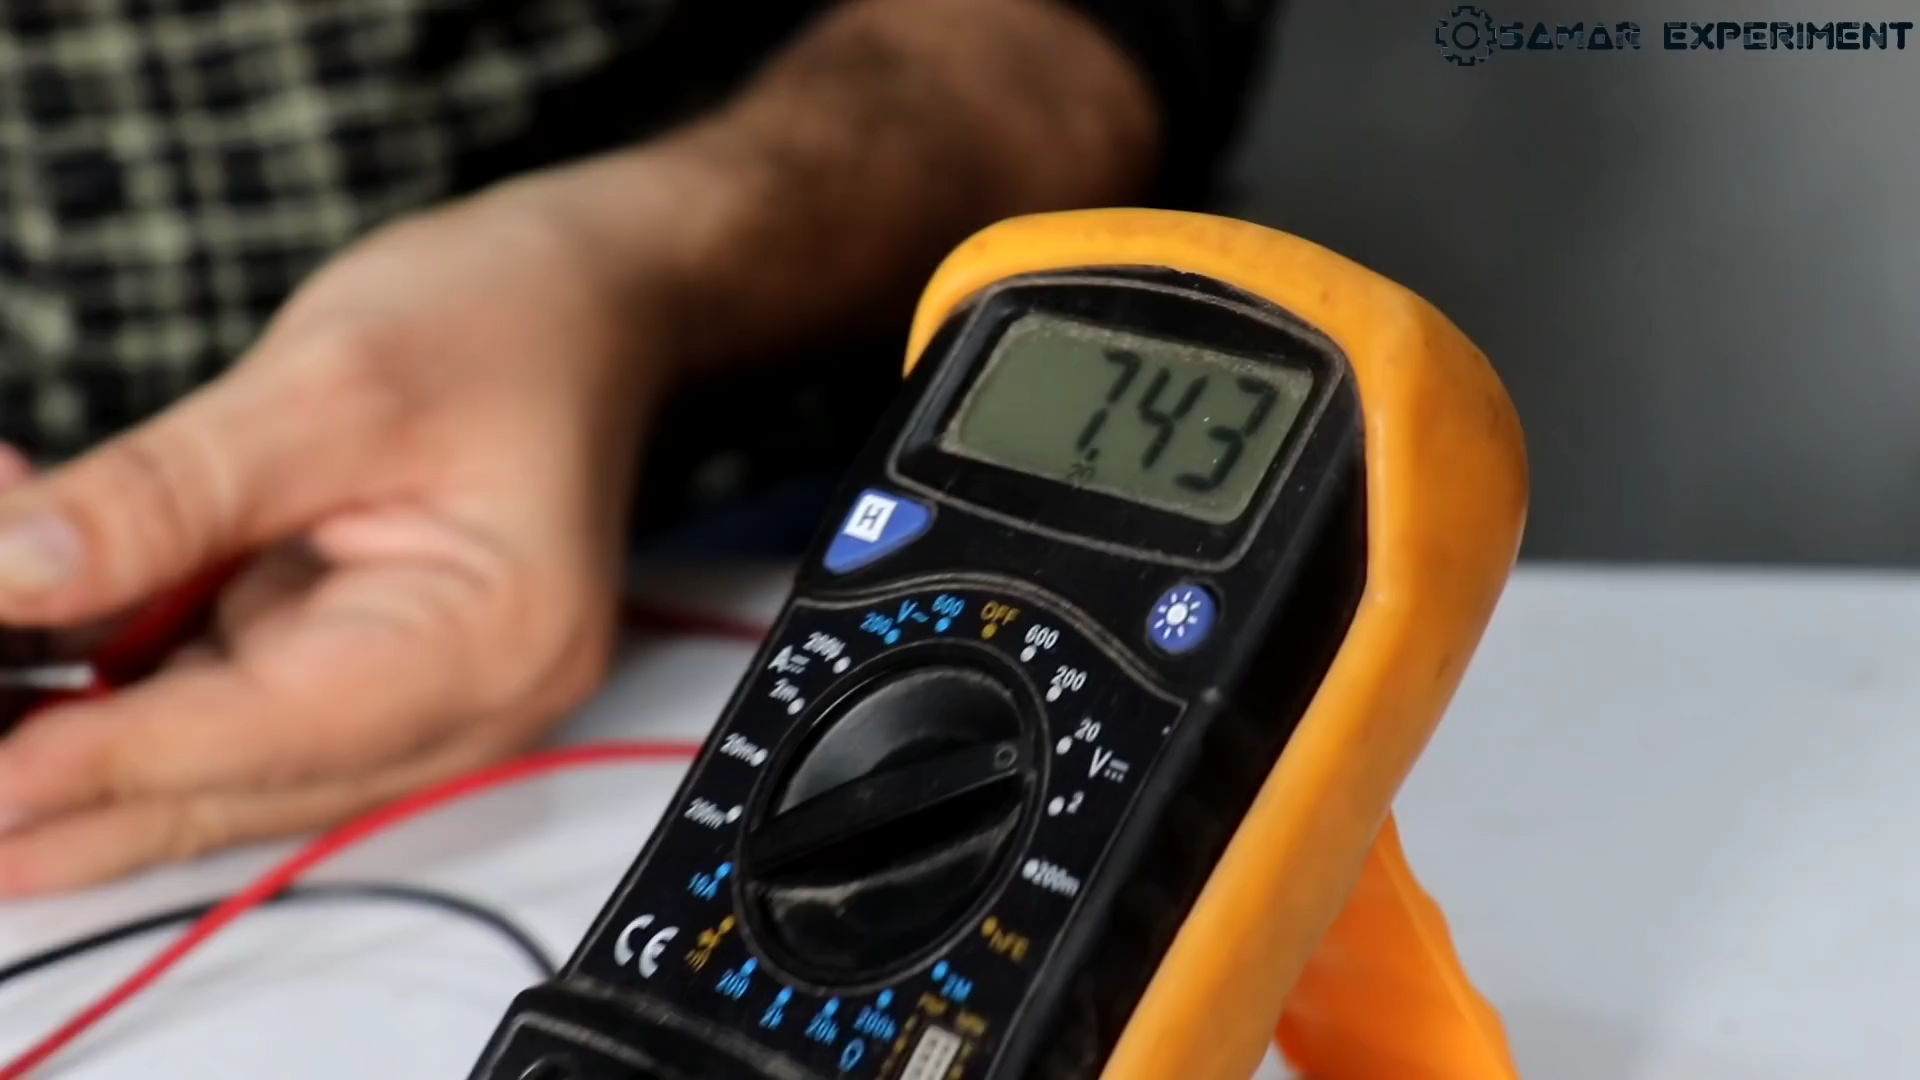 SAMAR EXPERIMENT
7.43
20
H
200 V~ 600 OFF 600
A⎓ 200µ 200
2m 20
V⎓
20m 2
200m 200m
10A hFE
CE 200 2k 20k 200k 2M
Ω